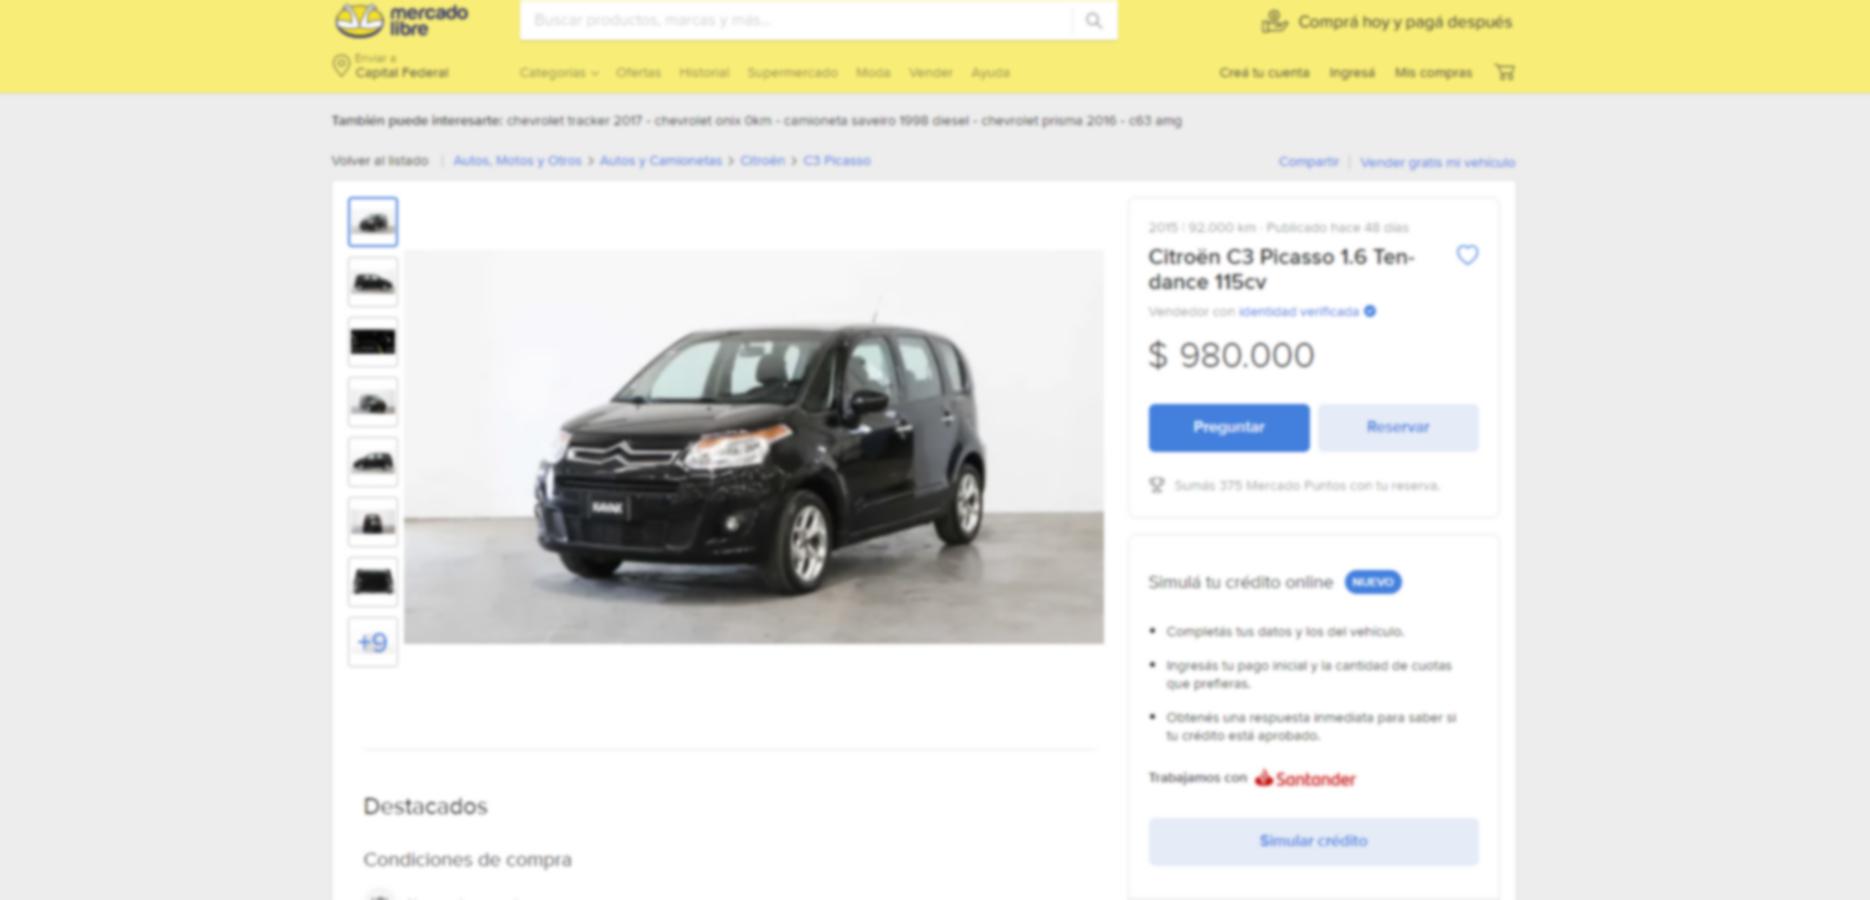 mercado
libre
Buscar productos, marcas y más...
Comprá hoy y pagá después
Enviar a
Capital Federal
Categorías Ofertas Historial Supermercado Moda Vender Ayuda
Creá tu cuenta Ingresá Mis compras
También puede interesarte: chevrolet tracker 2017 - chevrolet onix 0km - camioneta saveiro 1998 diesel - chevrolet prisma 2016 - c63 amg
Volver al listado | Autos, Motos y Otros > Autos y Camionetas > Citroën > C3 Picasso
Compartir | Vender gratis mi vehículo
+9
KAVAK
2015 | 92.000 km · Publicado hace 48 días
Citroën C3 Picasso 1.6 Ten-
dance 115cv
Vendedor con identidad verificada
$ 980.000
Preguntar
Reservar
Sumás 375 Mercado Puntos con tu reserva.
Simulá tu crédito online NUEVO
• Completás tus datos y los del vehículo.
• Ingresás tu pago inicial y la cantidad de cuotas
que prefieras.
• Obtenés una respuesta inmediata para saber si
tu crédito está aprobado.
Trabajamos con Santander
Simular crédito
Destacados
Condiciones de compra